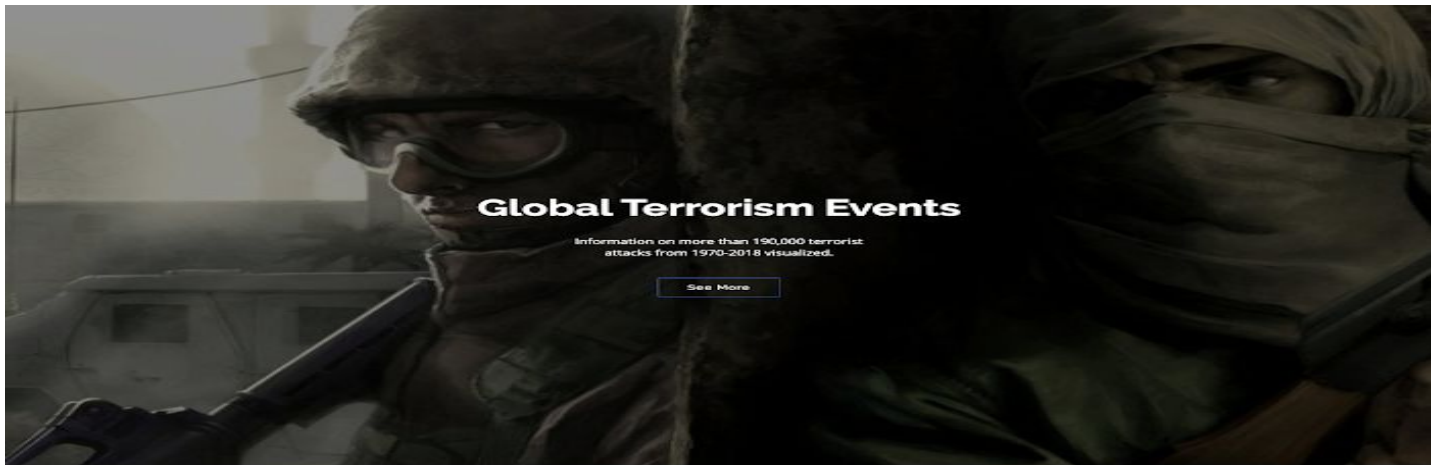 Global Terrorism Events
Information on more than 190,000 terrorist
attacks from 1970-2018 visualized.
See More